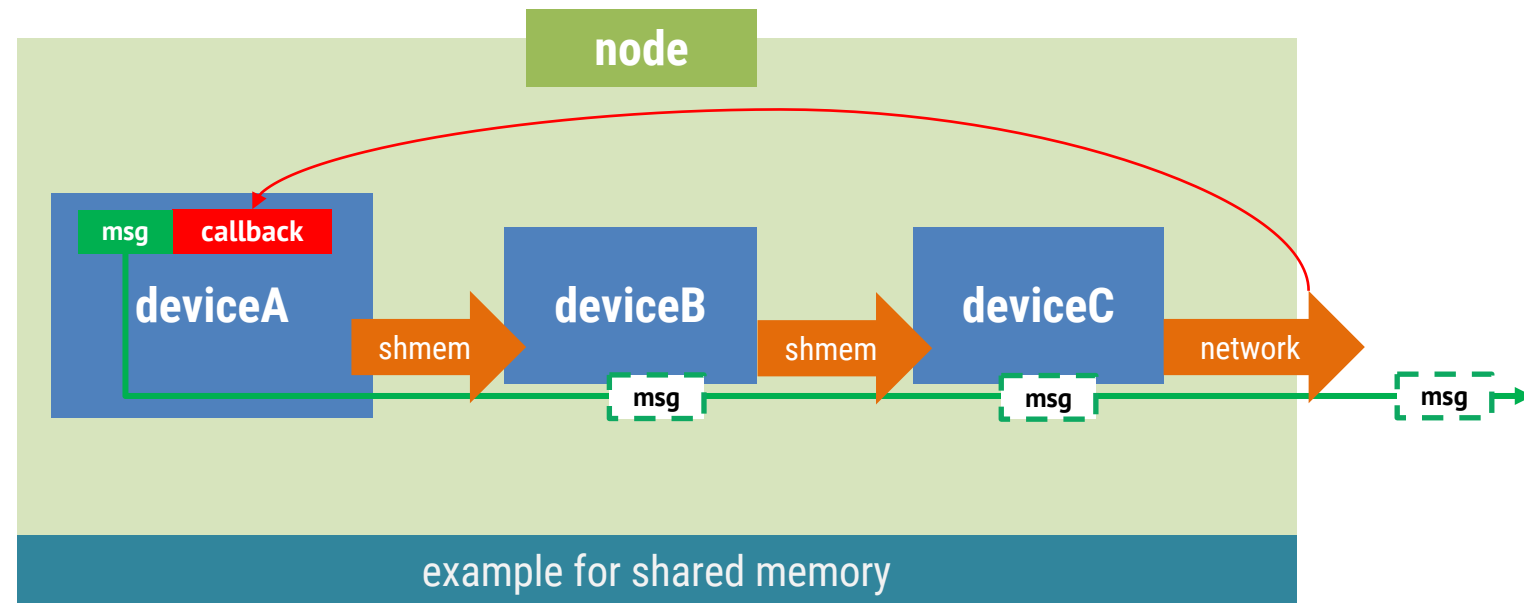 node
msg
callback
deviceA
shmem
deviceB
shmem
deviceC
network
msg
msg
msg
example for shared memory